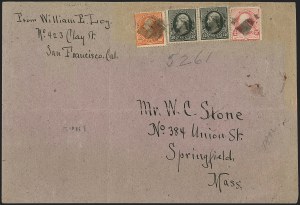 From William E. Loy,
No 423 Clay St.
San Francisco, Cal.
5261
Mr. W. C. Stone
No. 384 Union St.
Springfield,
Mass.